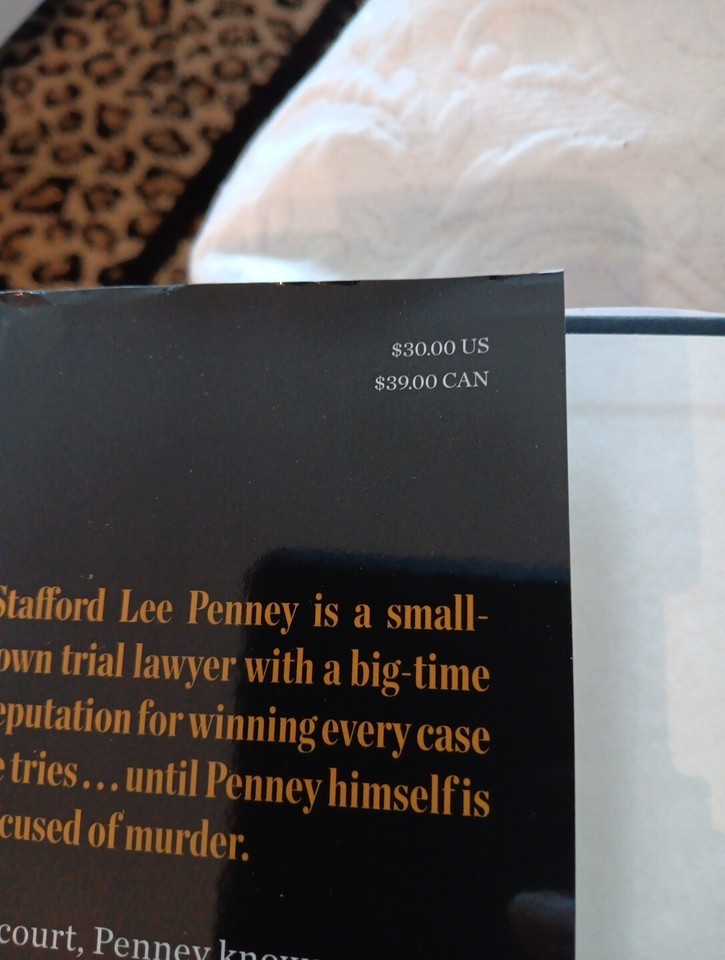 $30.00 US
$39.00 CAN
Stafford Lee Penney is a small-
own trial lawyer with a big-time
eputation for winning every case
e tries...until Penney himself is
cused of murder.
court, Penney know